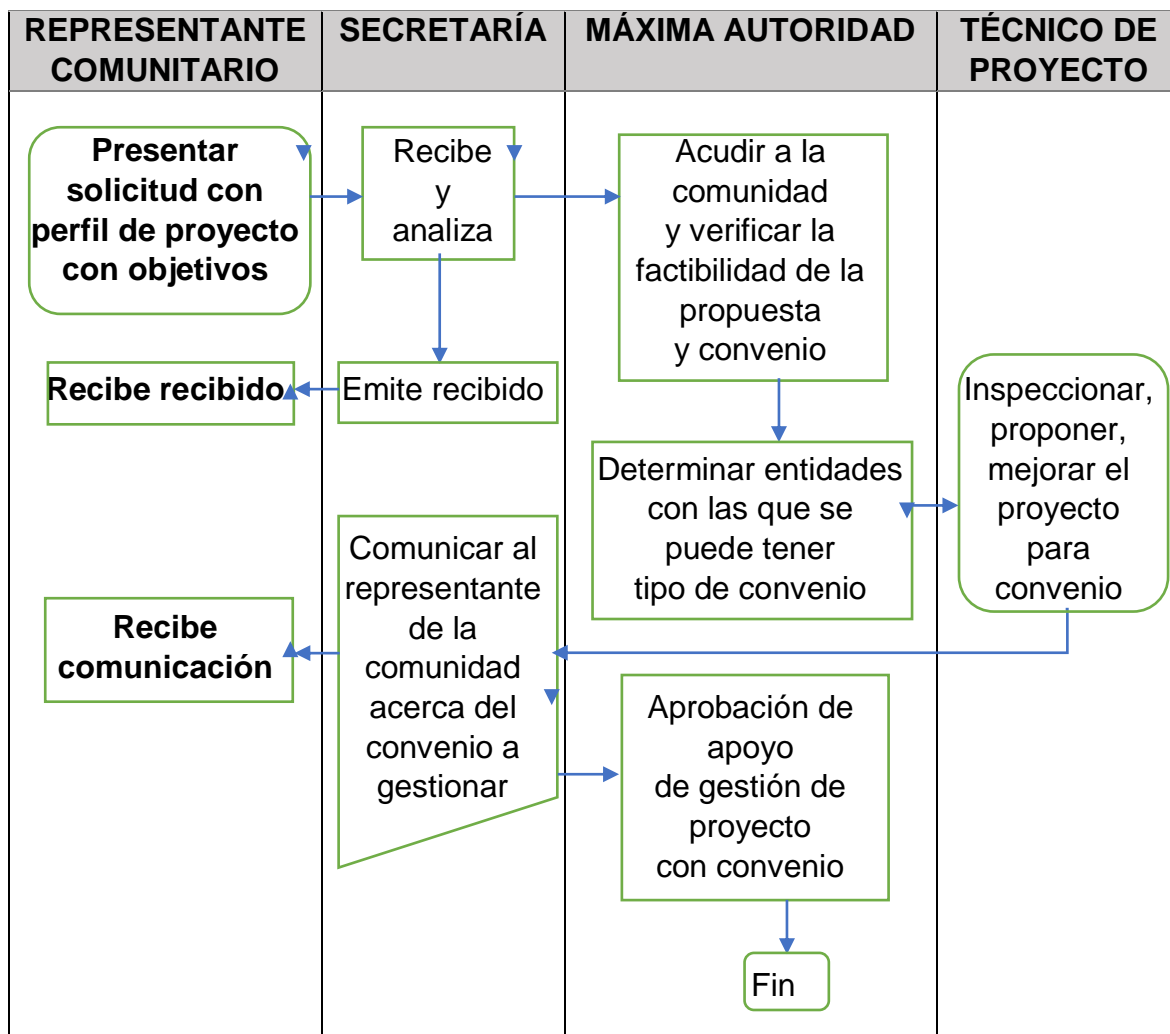 REPRESENTANTE
COMUNITARIO
SECRETARÍA
MÁXIMA AUTORIDAD
TÉCNICO DE
PROYECTO
Presentar
solicitud con
perfil de proyecto
con objetivos
Recibe
y
analiza
Acudir a la
comunidad
y verificar la
factibilidad de la
propuesta
y convenio
Recibe recibido
Emite recibido
Inspeccionar,
proponer,
mejorar el
proyecto
para
convenio
Determinar entidades
con las que se
puede tener
tipo de convenio
Comunicar al
representante
de la
comunidad
acerca del
convenio a
gestionar
Recibe
comunicación
Aprobación de
apoyo
de gestión de
proyecto
con convenio
Fin